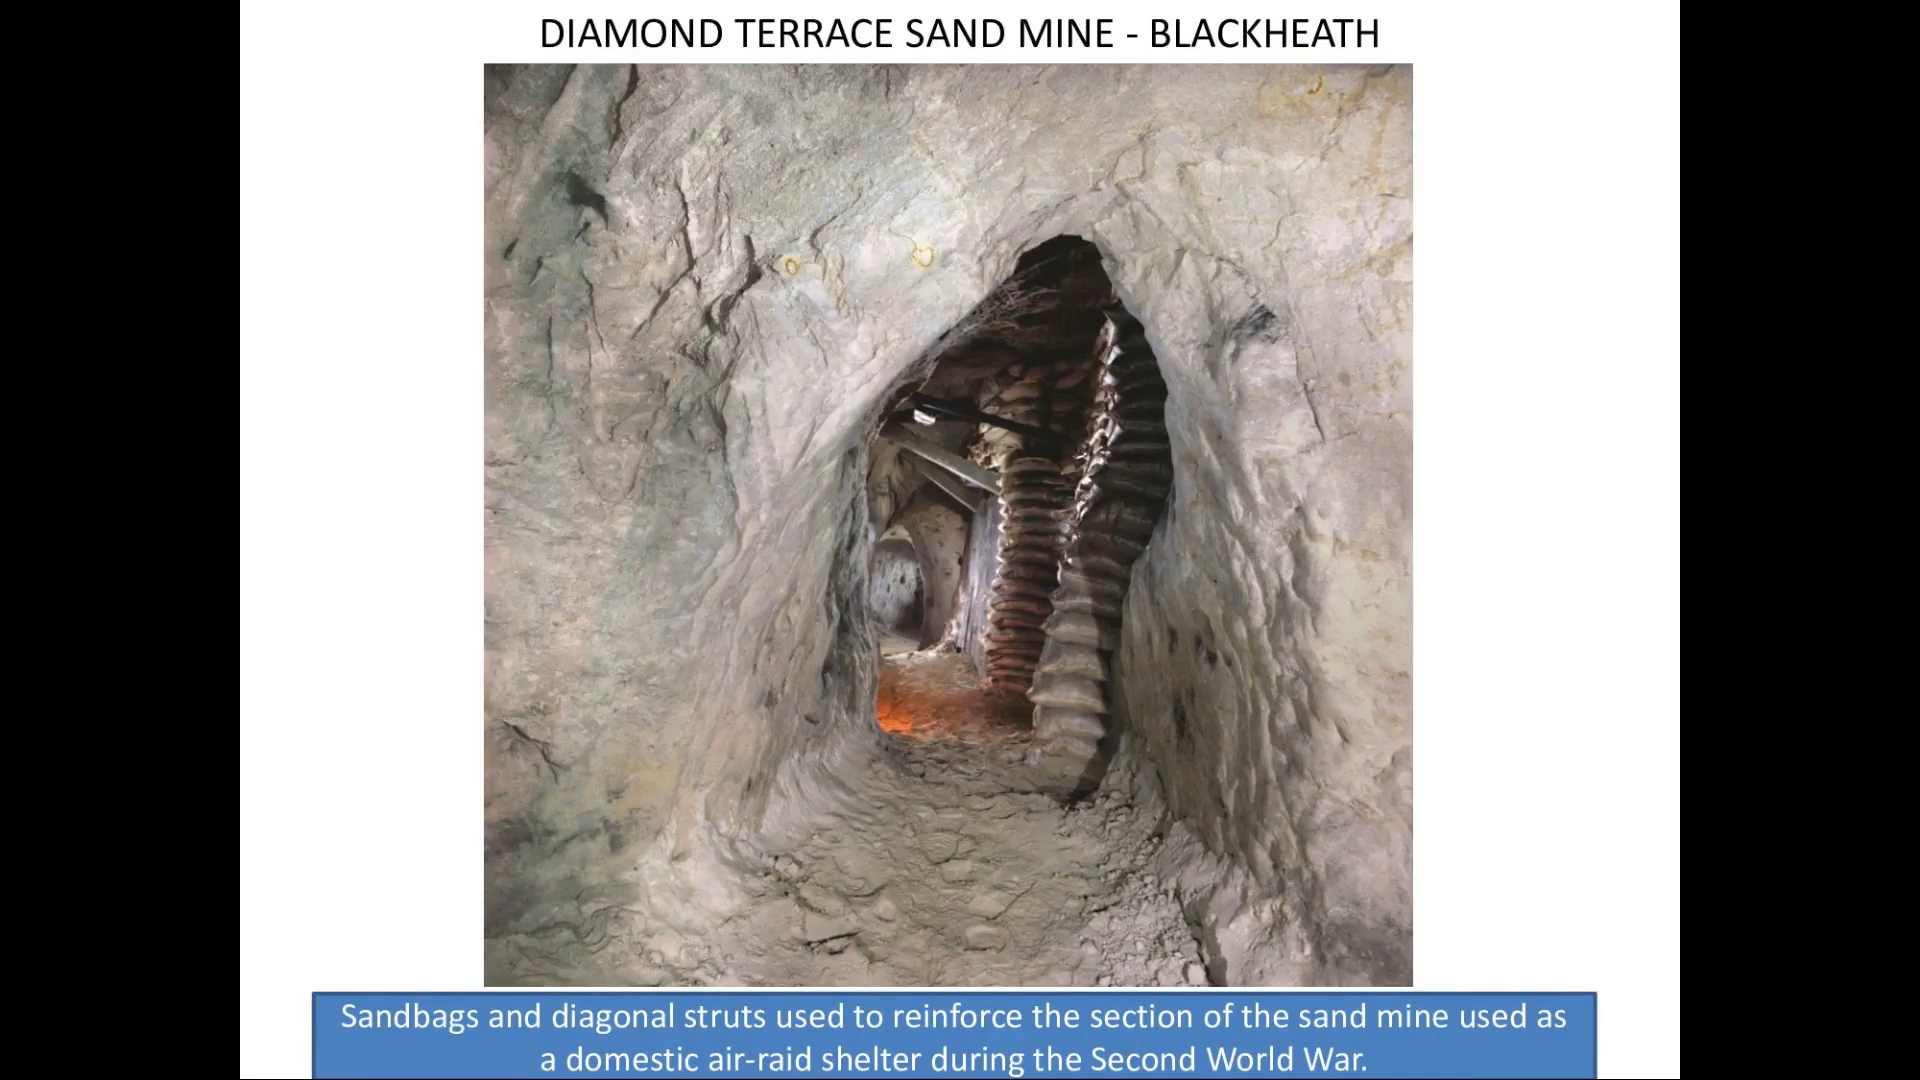 DIAMOND TERRACE SAND MINE - BLACKHEATH
Sandbags and diagonal struts used to reinforce the section of the sand mine used as
a domestic air-raid shelter during the Second World War.